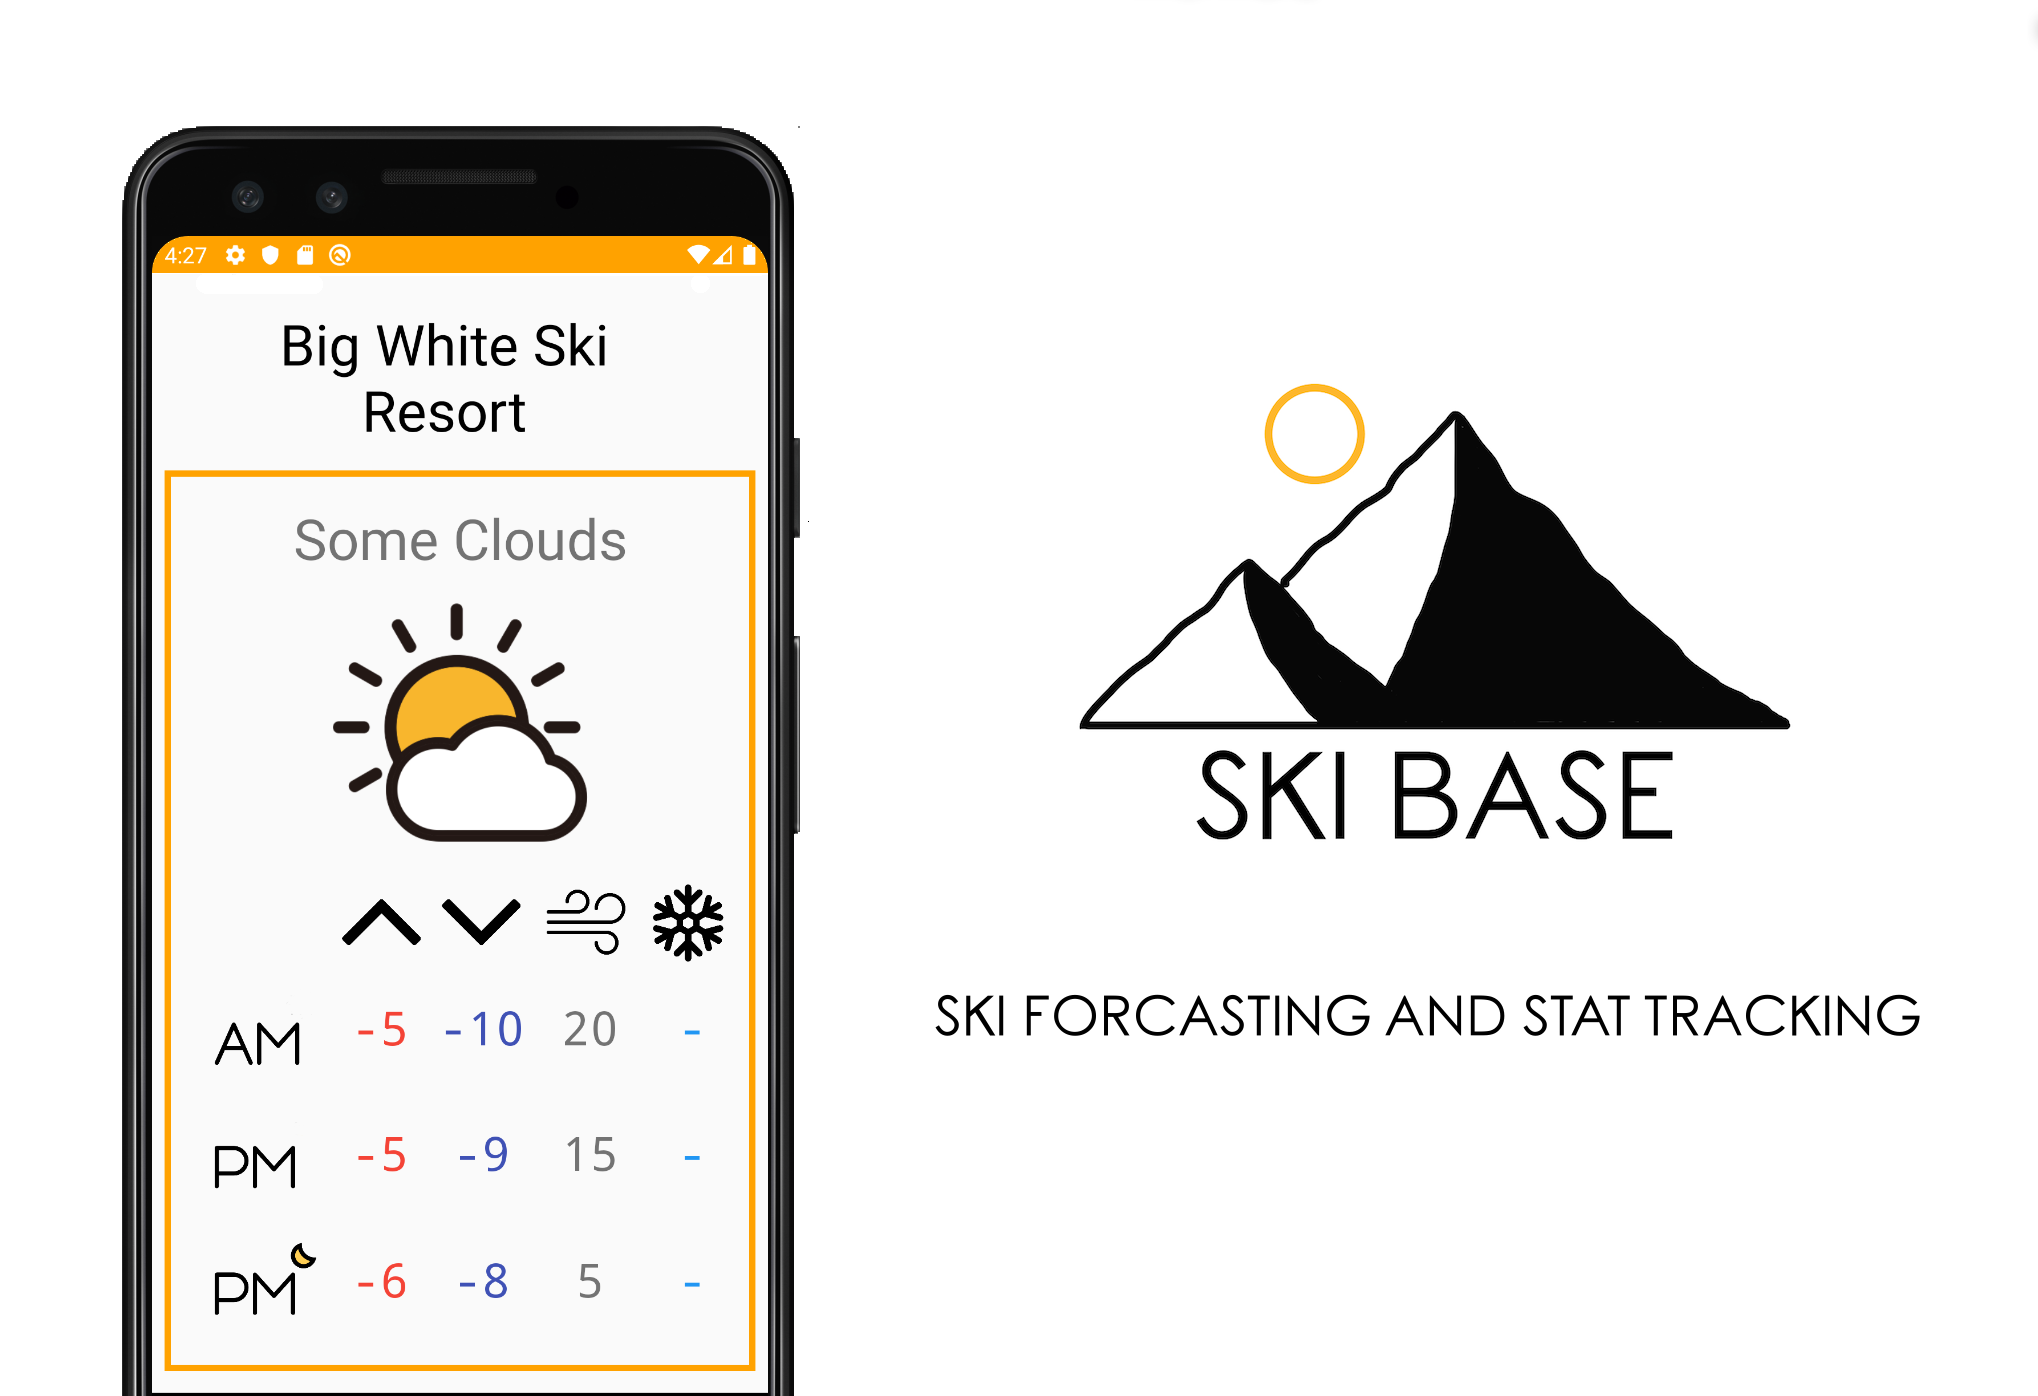 4:27
Big White Ski
Resort
Some Clouds
AM -5 -10 20 -
PM -5 -9 15 -
PM -6 -8 5 -
SKI BASE
SKI FORCASTING AND STAT TRACKING